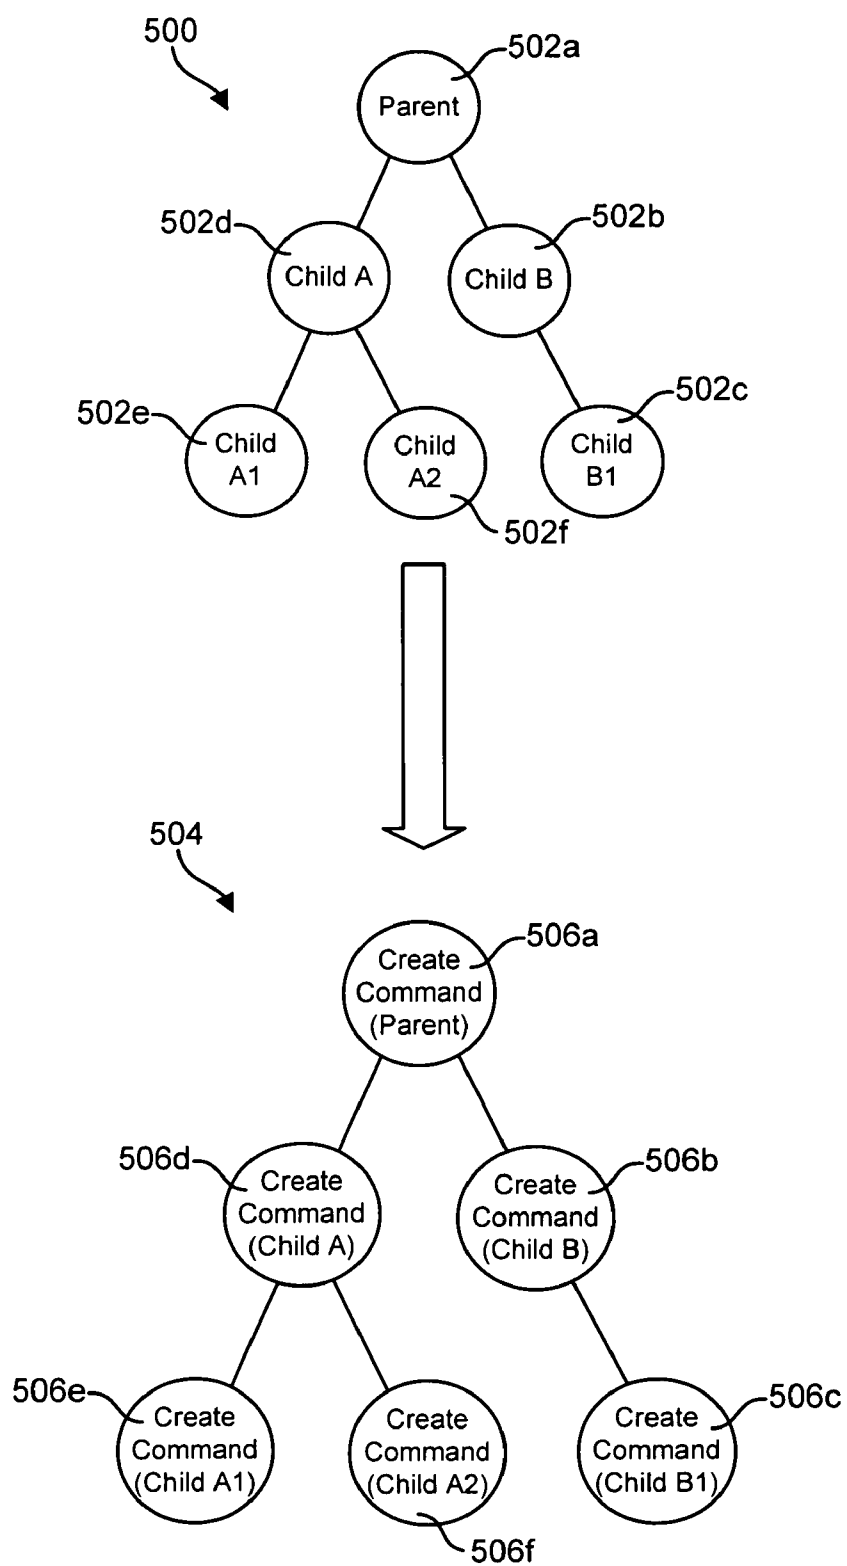 500
502a
Parent
502d
502b
Child A
Child B
502e
502c
Child
A1
Child
A2
Child
B1
502f
504
506a
Create
Command
(Parent)
506d
506b
Create
Command
(Child A)
Create
Command
(Child B)
506e
506c
Create
Command
(Child A1)
Create
Command
(Child A2)
Create
Command
(Child B1)
506f